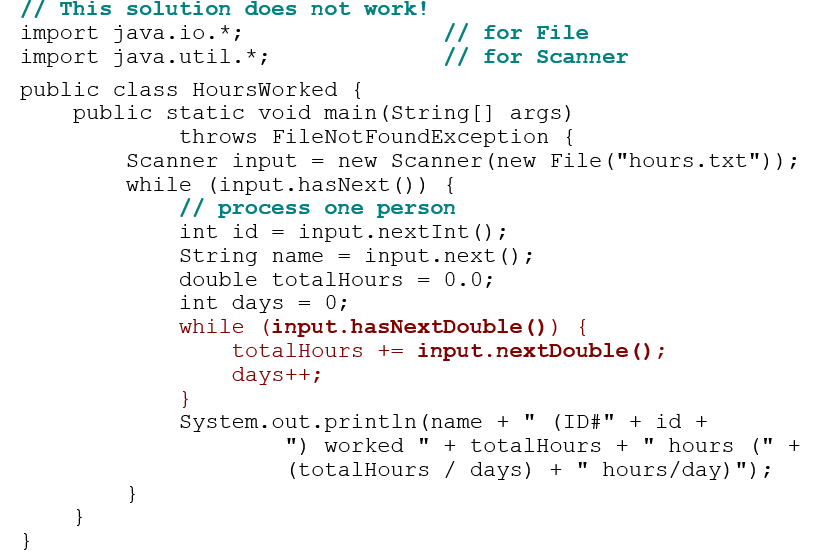 // This solution does not work!
import java.io.*;               // for File
import java.util.*;             // for Scanner
public class HoursWorked {
    public static void main(String[] args)
            throws FileNotFoundException {
        Scanner input = new Scanner(new File("hours.txt"));
        while (input.hasNext()) {
            // process one person
            int id = input.nextInt();
            String name = input.next();
            double totalHours = 0.0;
            int days = 0;
            while (input.hasNextDouble()) {
                totalHours += input.nextDouble();
                days++;
            }
            System.out.println(name + " (ID#" + id +
                    ") worked " + totalHours + " hours (" +
                    (totalHours / days) + " hours/day)");
        }
    }
}